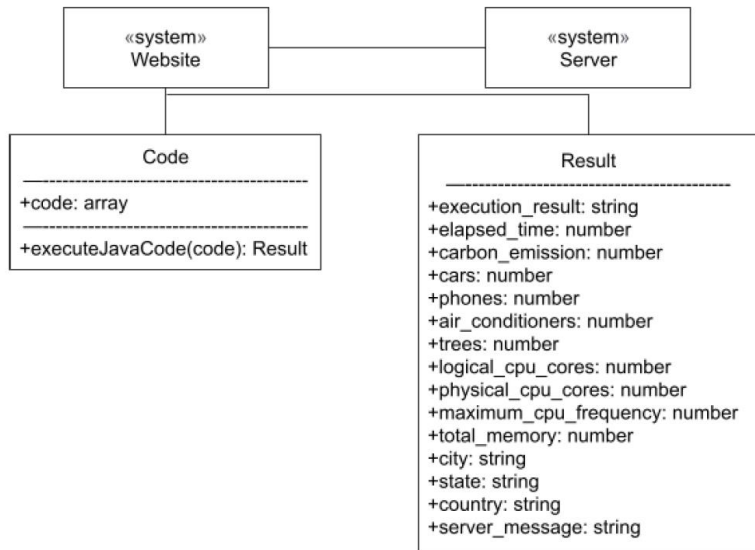 «system»
Website
«system»
Server
Code
+code: array
+executeJavaCode(code): Result
Result
+execution_result: string
+elapsed_time: number
+carbon_emission: number
+cars: number
+phones: number
+air_conditioners: number
+trees: number
+logical_cpu_cores: number
+physical_cpu_cores: number
+maximum_cpu_frequency: number
+total_memory: number
+city: string
+state: string
+country: string
+server_message: string